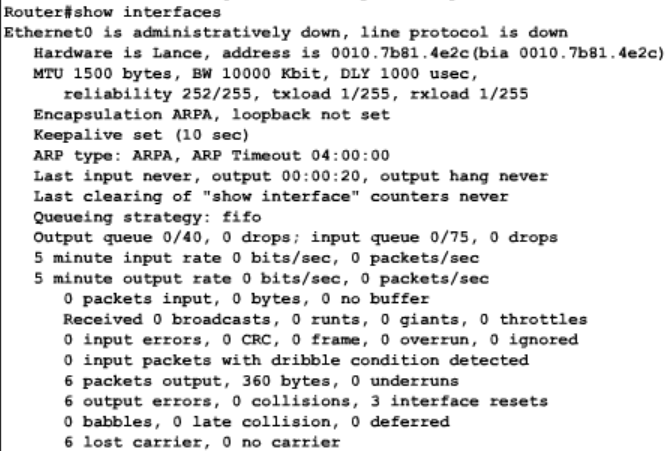 Router#show interfaces
Ethernet0 is administratively down, line protocol is down
Hardware is Lance, address is 0010.7b81.4e2c(bia 0010.7b81.4e2c)
MTU 1500 bytes, BW 10000 Kbit, DLY 1000 usec,
reliability 252/255, txload 1/255, rxload 1/255
Encapsulation ARPA, loopback not set
Keepalive set (10 sec)
ARP type: ARPA, ARP Timeout 04:00:00
Last input never, output 00:00:20, output hang never
Last clearing of "show interface" counters never
Queueing strategy: fifo
Output queue 0/40, 0 drops; input queue 0/75, 0 drops
5 minute input rate 0 bits/sec, 0 packets/sec
5 minute output rate 0 bits/sec, 0 packets/sec
0 packets input, 0 bytes, 0 no buffer
Received 0 broadcasts, 0 runts, 0 giants, 0 throttles
0 input errors, 0 CRC, 0 frame, 0 overrun, 0 ignored
0 input packets with dribble condition detected
6 packets output, 360 bytes, 0 underruns
6 output errors, 0 collisions, 3 interface resets
0 babbles, 0 late collision, 0 deferred
6 lost carrier, 0 no carrier